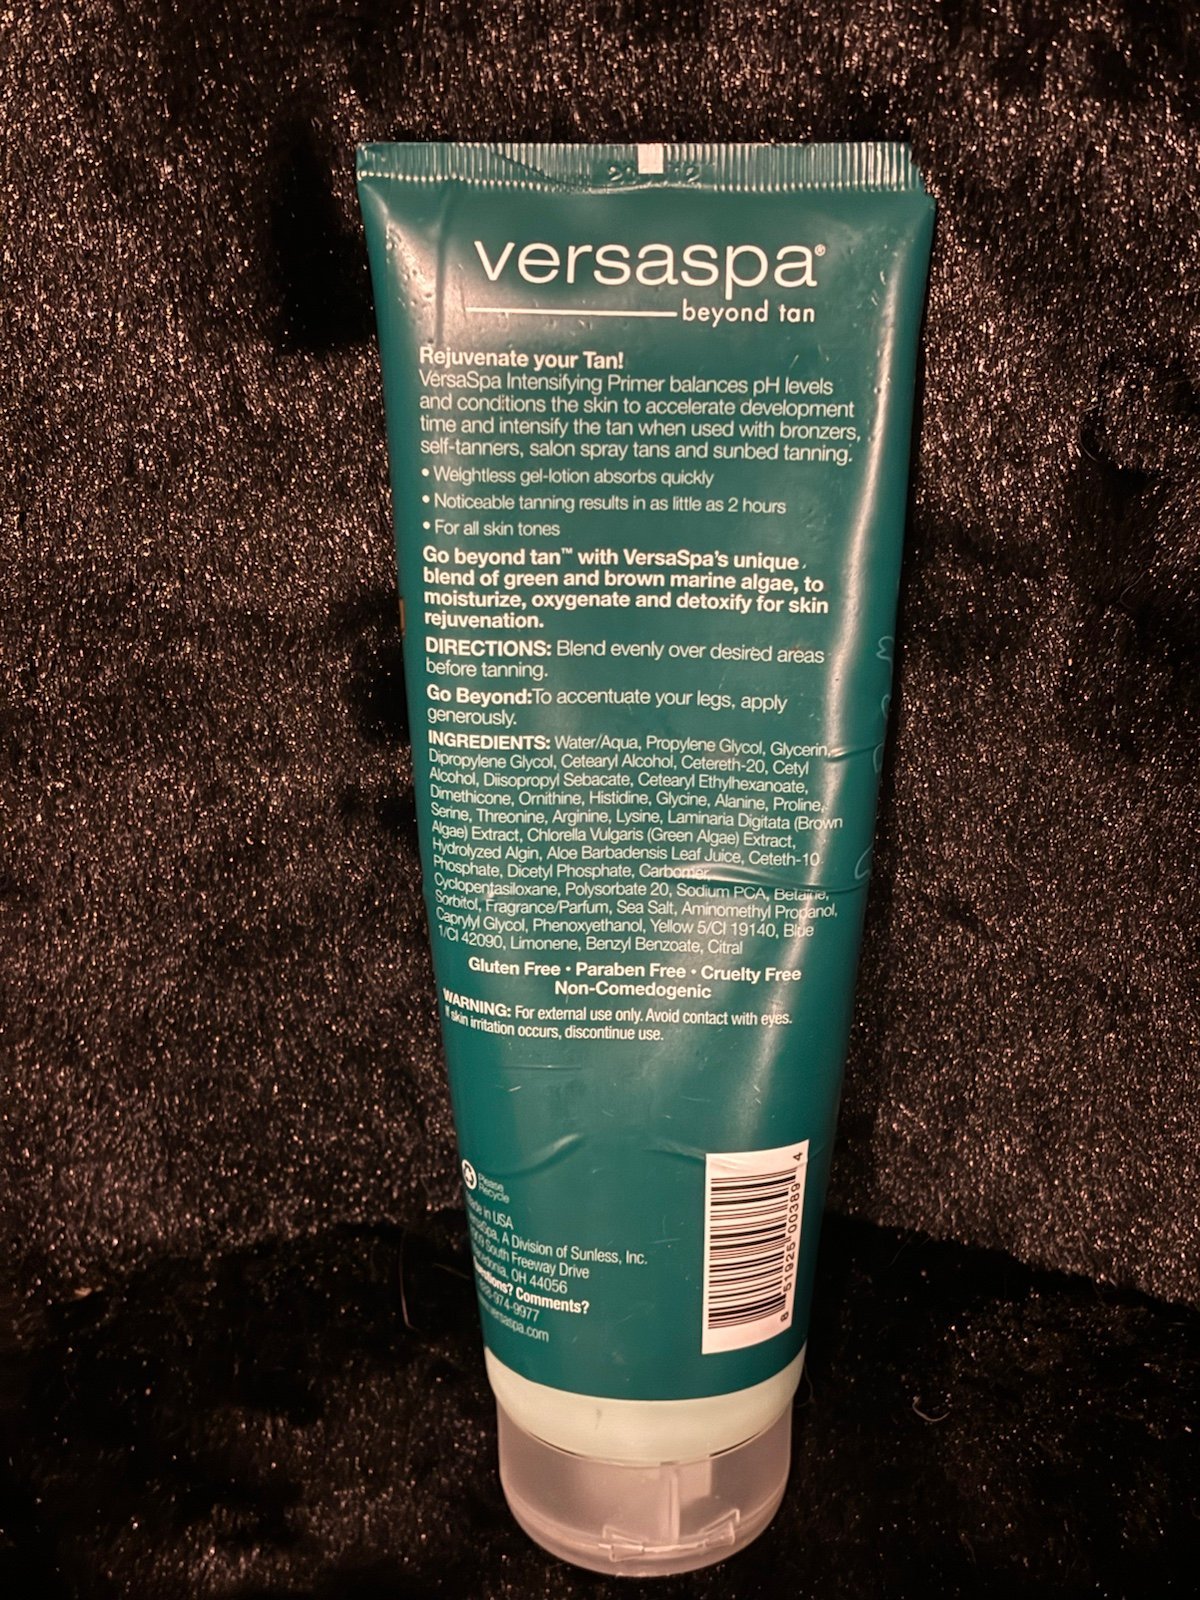 versaspa®
beyond tan
Rejuvenate your Tan!
VersaSpa Intensifying Primer balances pH levels
and conditions the skin to accelerate development
time and intensify the tan when used with bronzers,
self-tanners, salon spray tans and sunbed tanning.
• Weightless gel-lotion absorbs quickly
• Noticeable tanning results in as little as 2 hours
• For all skin tones
Go beyond tan™ with VersaSpa's unique
blend of green and brown marine algae, to
moisturize, oxygenate and detoxify for skin
rejuvenation.
DIRECTIONS: Blend evenly over desired areas
before tanning.
Go Beyond:To accentuate your legs, apply
generously.
INGREDIENTS: Water/Aqua, Propylene Glycol, Glycerin,
Dipropylene Glycol, Cetearyl Alcohol, Cetereth-20, Cetyl
Alcohol, Diisopropyl Sebacate, Cetearyl Ethylhexanoate,
Dimethicone, Ornithine, Histidine, Glycine, Alanine, Proline,
Serine, Threonine, Arginine, Lysine, Laminaria Digitata (Brown
Algae) Extract, Chlorella Vulgaris (Green Algae) Extract,
Hydrolyzed Algin, Aloe Barbadensis Leaf Juice, Ceteth-10
Phosphate, Dicetyl Phosphate, Carbomer,
Cyclopentasiloxane, Polysorbate 20, Sodium PCA, Betaine,
Sorbitol, Fragrance/Parfum, Sea Salt, Aminomethyl Propanol,
Caprylyl Glycol, Phenoxyethanol, Yellow 5/CI 19140, Blue
1/CI 42090, Limonene, Benzyl Benzoate, Citral
Gluten Free • Paraben Free • Cruelty Free
Non-Comedogenic
WARNING: For external use only. Avoid contact with eyes.
If skin irritation occurs, discontinue use.
Please
Recycle
in USA
A Division of Sunless, Inc.
South Freeway Drive
OH 44056
Comments?
974-9977
8 51925 00389 4